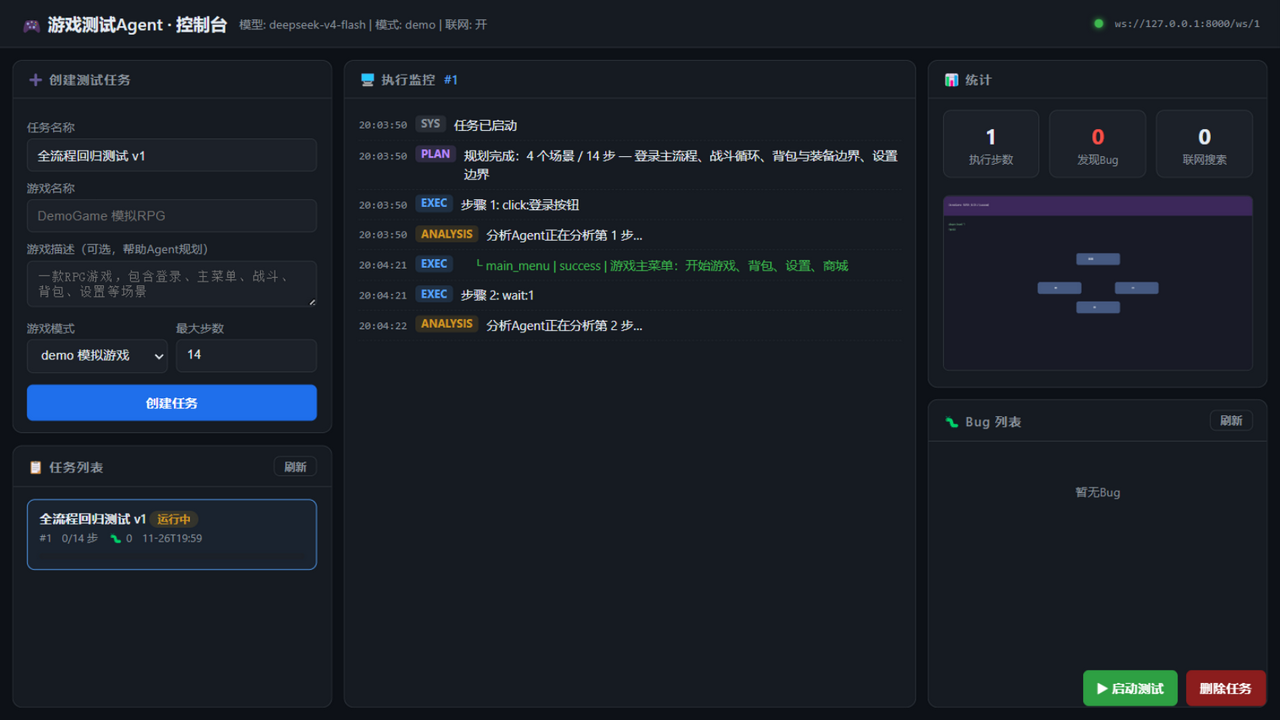 游戏测试Agent · 控制台
模型: deepseek-v4-flash | 模式: demo | 联网: 开
ws://127.0.0.1:8000/ws/1
创建测试任务
任务名称
全流程回归测试 v1
游戏名称
DemoGame 模拟RPG
游戏描述（可选，帮助Agent规划）
一款RPG游戏，包含登录、主菜单、战斗、
背包、设置等场景
游戏模式
最大步数
demo 模拟游戏
14
创建任务
任务列表
刷新
全流程回归测试 v1 运行中
#1 0/14 步 0 11-26T19:59
执行监控 #1
20:03:50 SYS 任务已启动
20:03:50 PLAN 规划完成：4 个场景 / 14 步 — 登录主流程、战斗循环、背包与装备边界、设置
边界
20:03:50 EXEC 步骤 1: click:登录按钮
20:03:50 ANALYSIS 分析Agent正在分析第 1 步...
20:04:21 EXEC └ main_menu | success | 游戏主菜单：开始游戏、背包、设置、商城
20:04:21 EXEC 步骤 2: wait:1
20:04:22 ANALYSIS 分析Agent正在分析第 2 步...
统计
1
执行步数
0
发现Bug
0
联网搜索
Bug 列表
刷新
暂无Bug
▶ 启动测试
删除任务